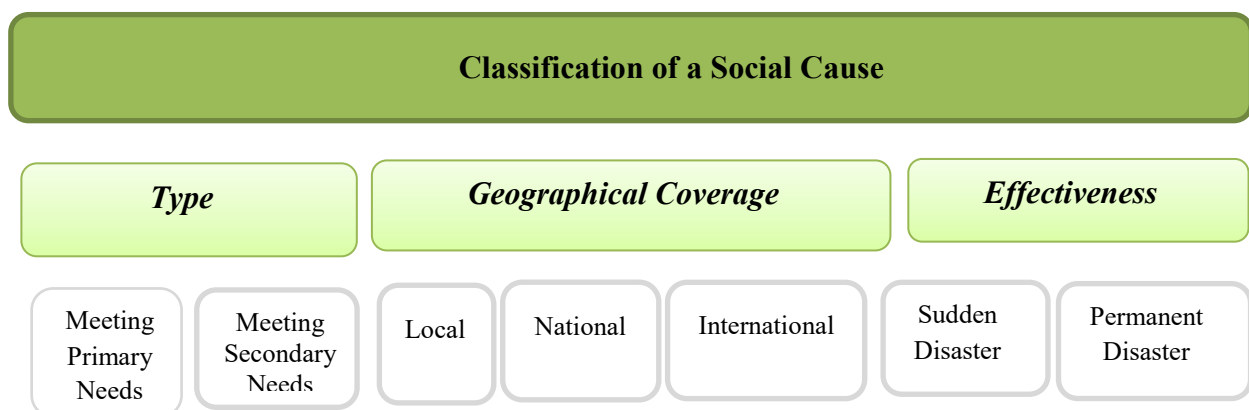 Classification of a Social Cause
Type
Geographical Coverage
Effectiveness
Meeting
Primary
Needs
Meeting
Secondary
Needs
Local
National
International
Sudden
Disaster
Permanent
Disaster